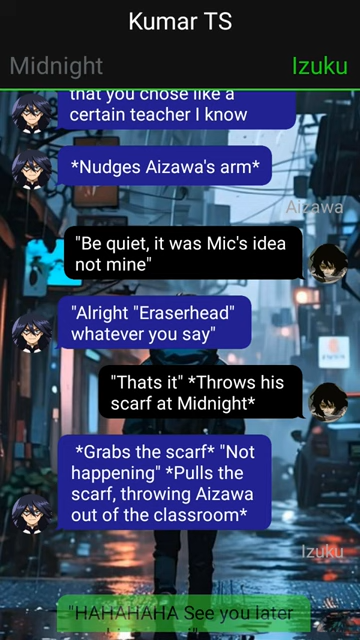 Kumar TS
Midnight
Izuku
that you chose like a
certain teacher I know
*Nudges Aizawa's arm*
Aizawa
"Be quiet, it was Mic's idea
not mine"
"Alright "Eraserhead"
whatever you say"
"Thats it" *Throws his
scarf at Midnight*
*Grabs the scarf* "Not
happening" *Pulls the
scarf, throwing Aizawa
out of the classroom*
Izuku
"HAHAHAHA See you later